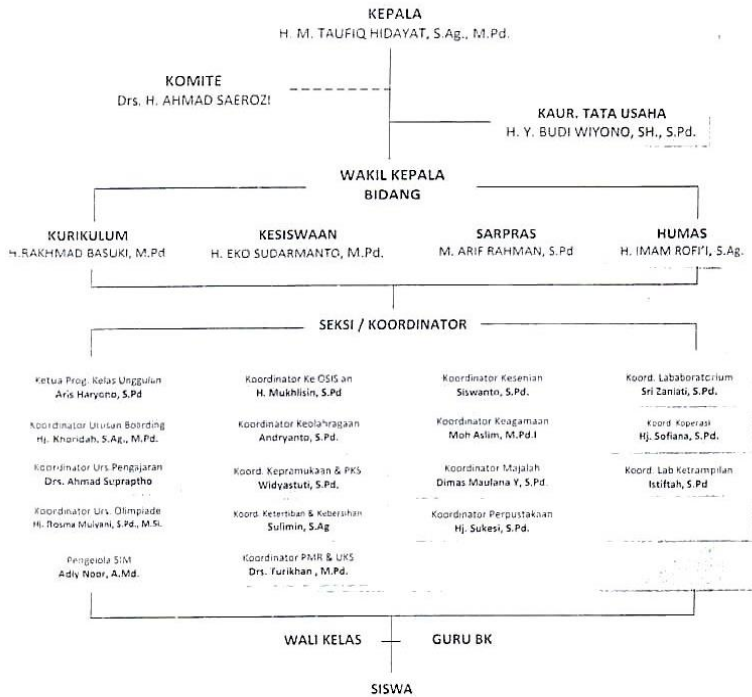 KEPALA
H. M. TAUFIQ HIDAYAT, S.Ag., M.Pd.
KOMITE
Drs. H. AHMAD SAEROZI
KAUR. TATA USAHA
H. Y. BUDI WIYONO, SH., S.Pd.
WAKIL KEPALA
BIDANG
KURIKULUM
H.RAKHMAD BASUKI, M.Pd
KESISWAAN
H. EKO SUDARMANTO, M.Pd.
SARPRAS
M. ARIF RAHMAN, S.Pd
HUMAS
H. IMAM ROFI'I, S.Ag.
SEKSI / KOORDINATOR
Ketua Prog. Kelas Unggulan
Aris Haryono, S.Pd
Koordinator Ke OSIS an
H. Mukhlisin, S.Pd
Koordinator Kesenian
Siswanto, S.Pd.
Koord. Lababoratorium
Sri Zaniati, S.Pd.
Koordinator Urusan Boarding
Hj. Khoridah, S.Ag., M.Pd.
Koordinator Keolahragaan
Andryanto, S.Pd.
Koordinator Keagamaan
Moh Aslim, M.Pd.I
Koord. Koperasi
Hj. Sofiana, S.Pd.
Koordinator Urs Pengajaran
Drs. Ahmad Supraptho
Koord. Kepramukaan & PKS
Widyastuti, S.Pd.
Koordinator Majalah
Dimas Maulana Y, S.Pd.
Koord. Lab Ketrampilan
Istiftah, S.Pd
Koordinator Urs. Olimpiade
Hj. Rosma Mulyani, S.Pd., M.Si.
Koord. Ketertiban & Kebersihan
Sulimin, S.Ag
Koordinator Perpustakaan
Hj. Sukesi, S.Pd.
Pengelola SIM
Adly Noor, A.Md.
Koordinator PMR & UKS
Drs. Turikhan , M.Pd.
WALI KELAS
GURU BK
SISWA